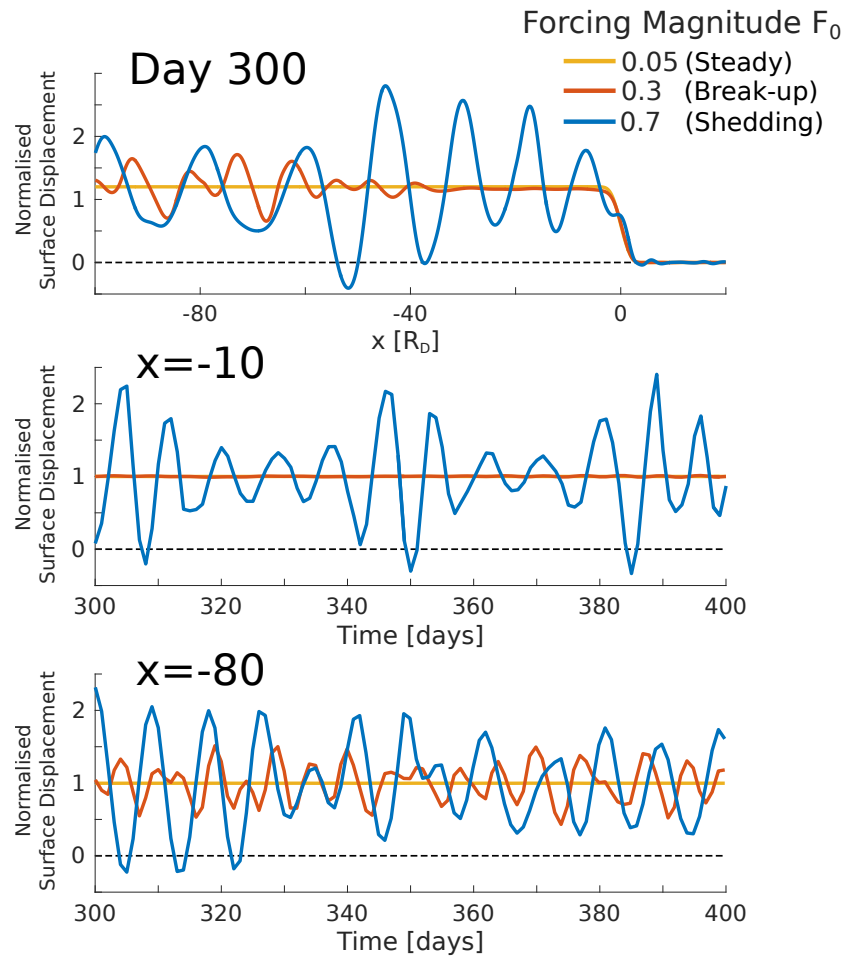 Forcing Magnitude F₀
0.05 (Steady)
0.3 (Break-up)
0.7 (Shedding)
Day 300
Normalised
Surface Displacement
2
1
0
-80 -40 0
x [R_D]
x=-10
Normalised
Surface Displacement
2
1
0
300 320 340 360 380 400
Time [days]
x=-80
Normalised
Surface Displacement
2
1
0
300 320 340 360 380 400
Time [days]